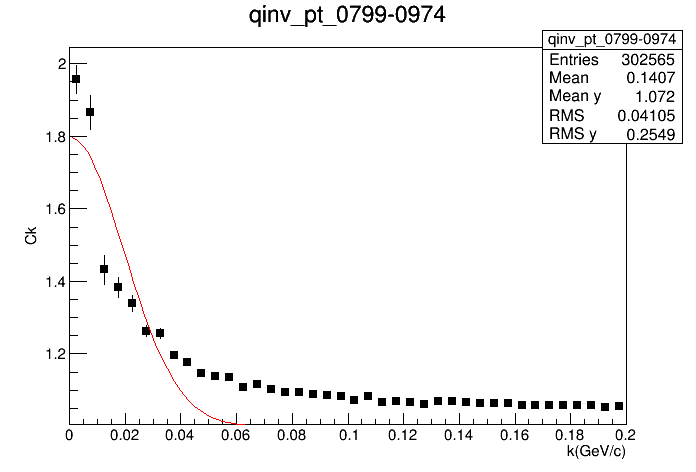 qinv_pt_0799-0974
qinv_pt_0799-0974
Entries 302565
Mean 0.1407
Mean y 1.072
RMS 0.04105
RMS y 0.2549
Ck
2
1.8
1.6
1.4
1.2
0 0.02 0.04 0.06 0.08 0.1 0.12 0.14 0.16 0.18 0.2
k(GeV/c)